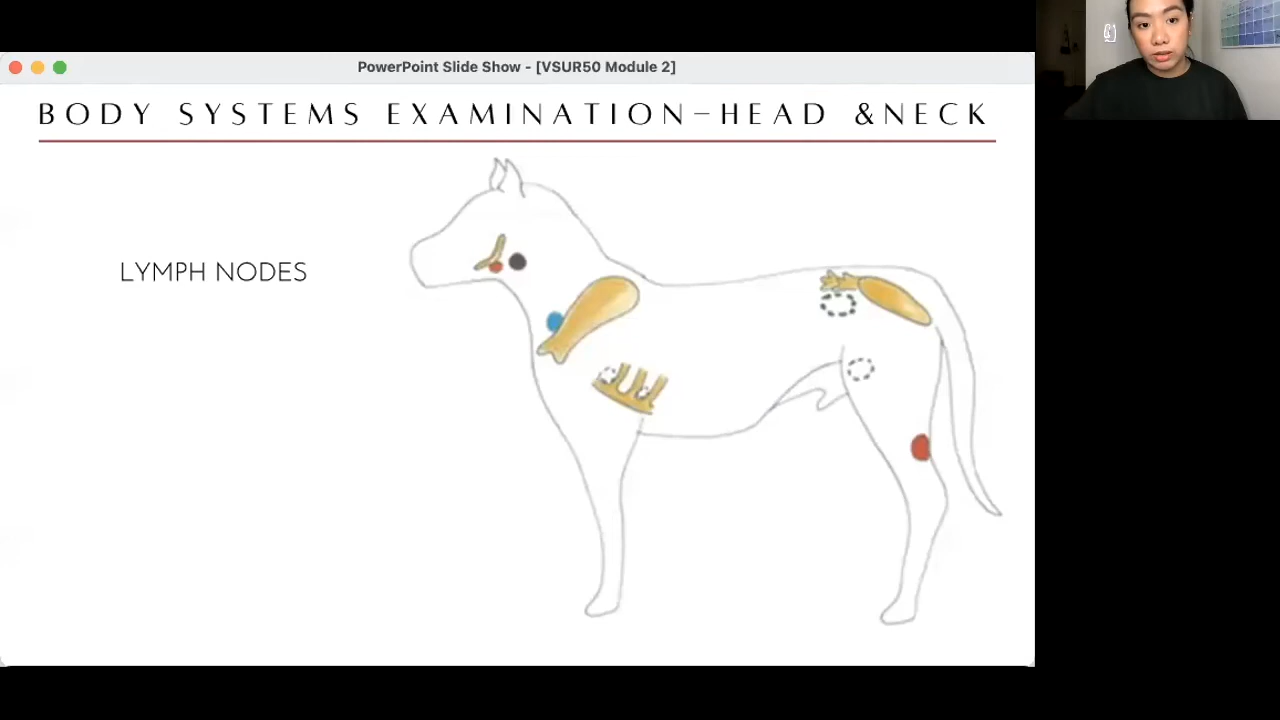 PowerPoint Slide Show - [VSUR50 Module 2]
BODY SYSTEMS EXAMINATION–HEAD &NECK
LYMPH NODES